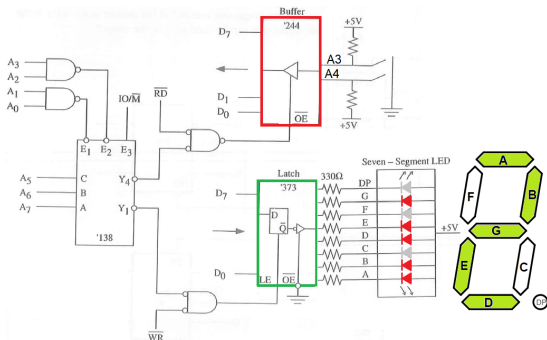 Buffer
'244
+5V
D7
A3
A4
D1
D0
OE
+5V
A3
A2
A1
A0
IO/M
RD
E1 E2 E3
A5 C Y4
A6 B
A7 A Y1
'138
WR
Latch
'373
D7
D
Q
D0
LE OE
330Ω
Seven – Segment LED
DP
G
F
E
D
C
B
A
+5V
A
F B
G
E C
D
DP